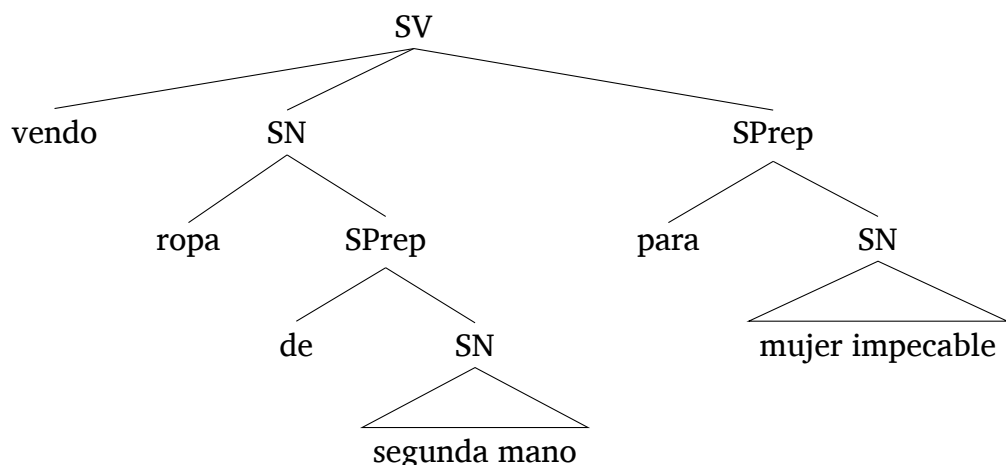 SV
vendo SN SPrep
ropa SPrep para SN
de SN mujer impecable
segunda mano